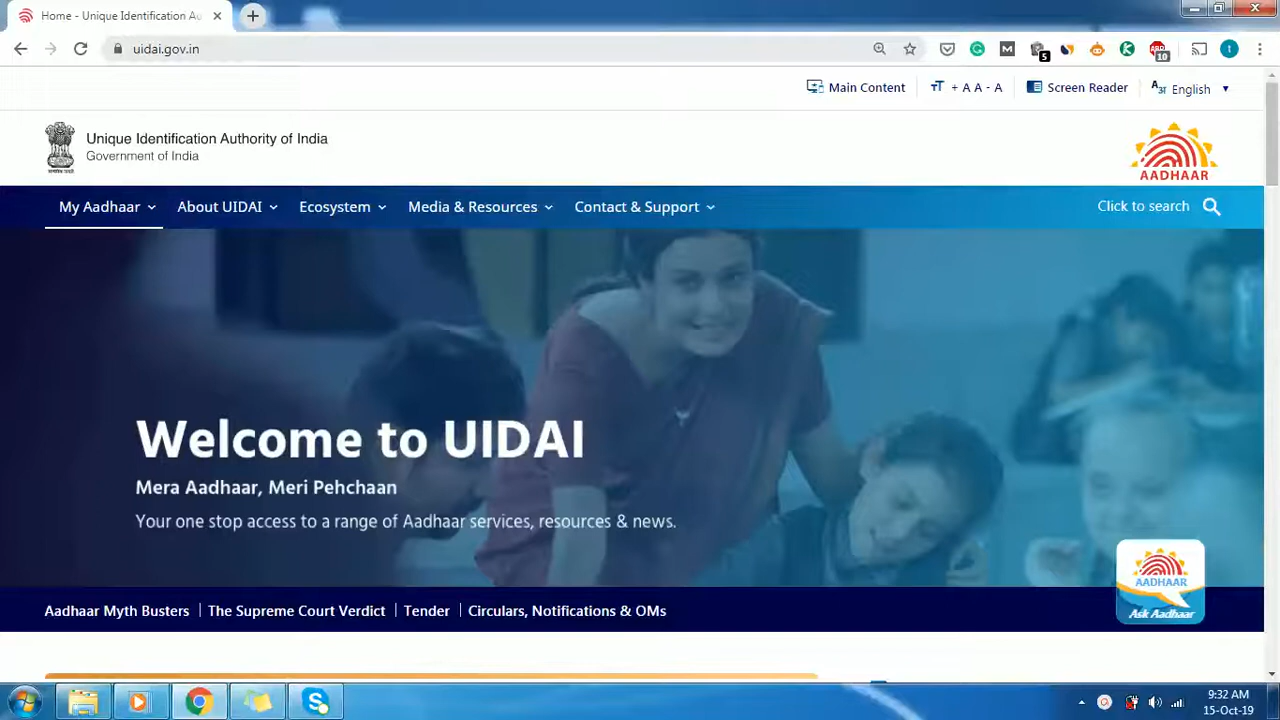 Home - Unique Identification Au
uidai.gov.in
5
10
Main Content
+ A A - A
Screen Reader
English
Unique Identification Authority of India
Government of India
AADHAAR
My Aadhaar
About UIDAI
Ecosystem
Media & Resources
Contact & Support
Click to search
Welcome to UIDAI
Mera Aadhaar, Meri Pehchaan
Your one stop access to a range of Aadhaar services, resources & news.
AADHAAR
Ask Aadhaar
Aadhaar Myth Busters
The Supreme Court Verdict
Tender
Circulars, Notifications & OMs
9:32 AM
15-Oct-19